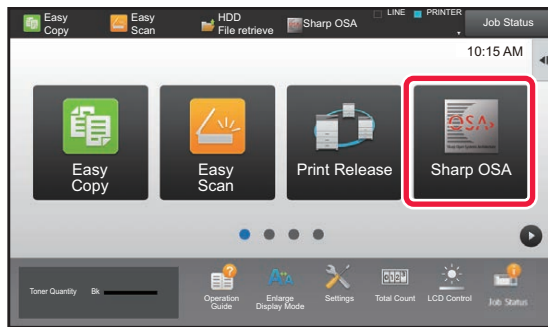 Easy
Copy
Easy
Scan
HDD
File retrieve
Sharp OSA
LINE
PRINTER
Job Status
10:15 AM
Easy
Copy
Easy
Scan
Print Release
OSA
Sharp OSA
Toner Quantity
Bk
Operation
Guide
Enlarge
Display Mode
Settings
Total Count
LCD Control
Job Status